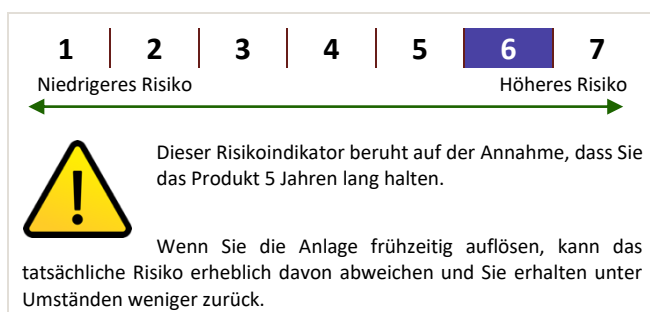 1 2 3 4 5 6 7
Niedrigeres Risiko Höheres Risiko
Dieser Risikoindikator beruht auf der Annahme, dass Sie
das Produkt 5 Jahren lang halten.
Wenn Sie die Anlage frühzeitig auflösen, kann das
tatsächliche Risiko erheblich davon abweichen und Sie erhalten unter
Umständen weniger zurück.